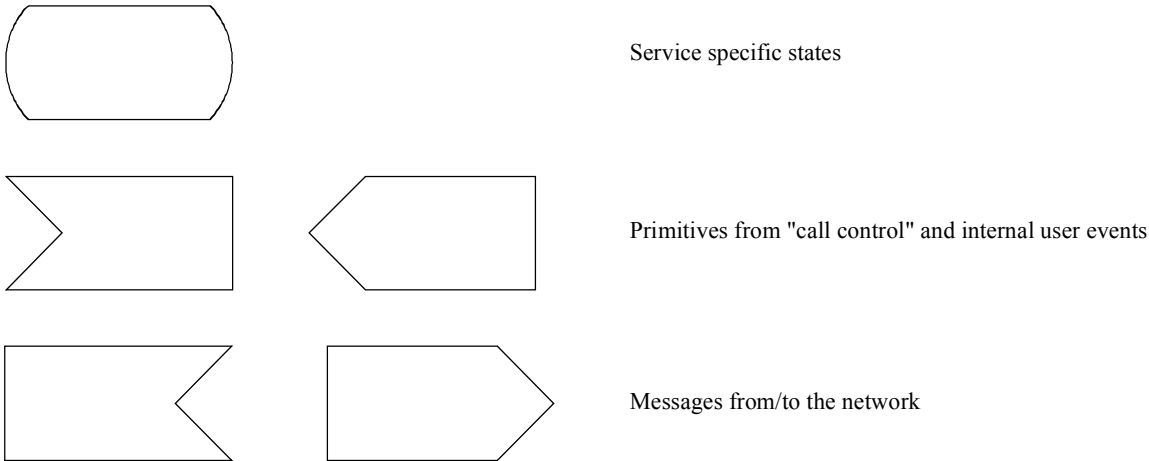 Service specific states
Primitives from "call control" and internal user events
Messages from/to the network